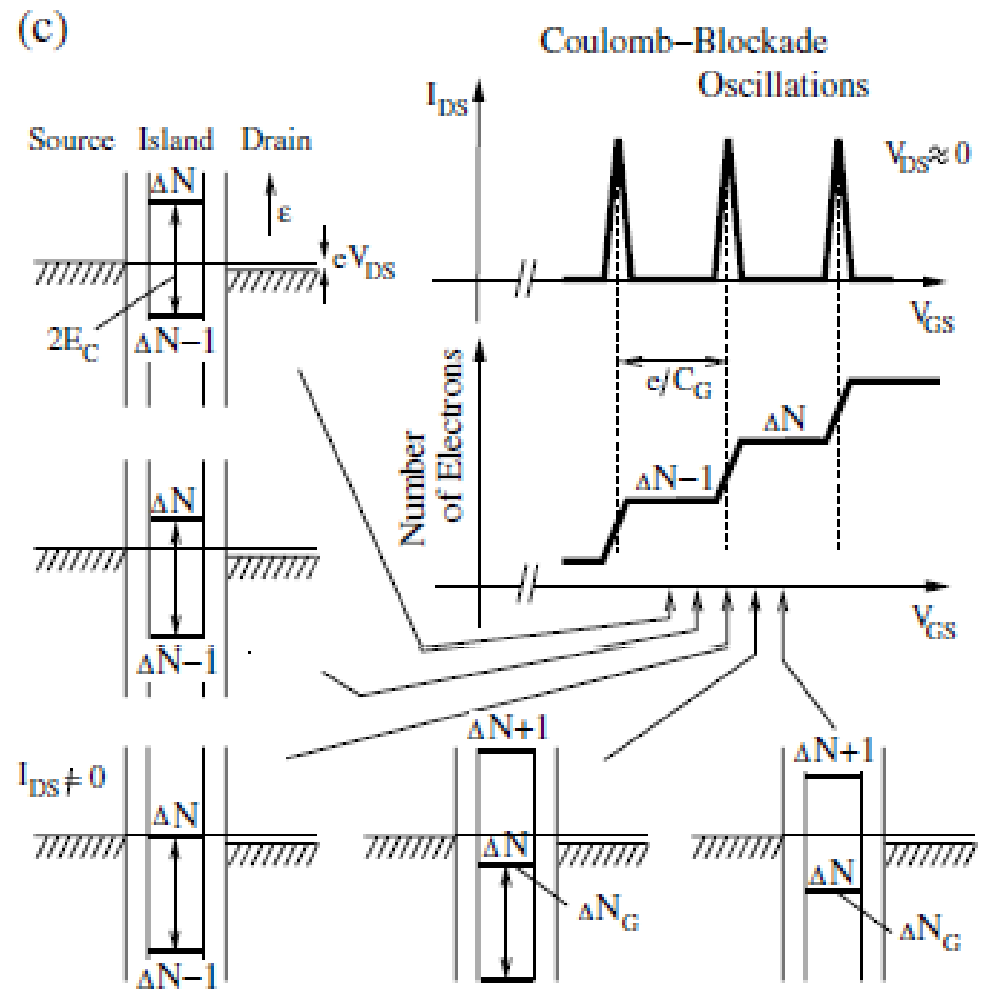 (c)
Coulomb-Blockade
Oscillations
I_DS
V_DS≈0
V_GS
Source Island Drain
ΔN
ε
eV_DS
2E_C
ΔN-1
e/C_G
Number
of Electrons
ΔN-1
ΔN
V_GS
ΔN
ΔN-1
I_DS≠0
ΔN
ΔN-1
ΔN+1
ΔN
ΔN_G
ΔN+1
ΔN
ΔN_G